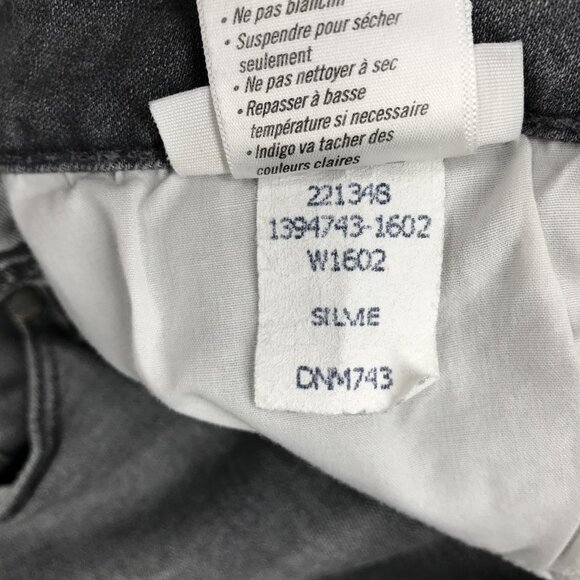 • Ne pas blanchir
• Suspendre pour sécher
seulement
• Ne pas nettoyer à sec
• Repasser à basse
température si necessaire
• Indigo va tacher des
couleurs claires
221348
1394743-1602
W1602
SILVIE
DNM743